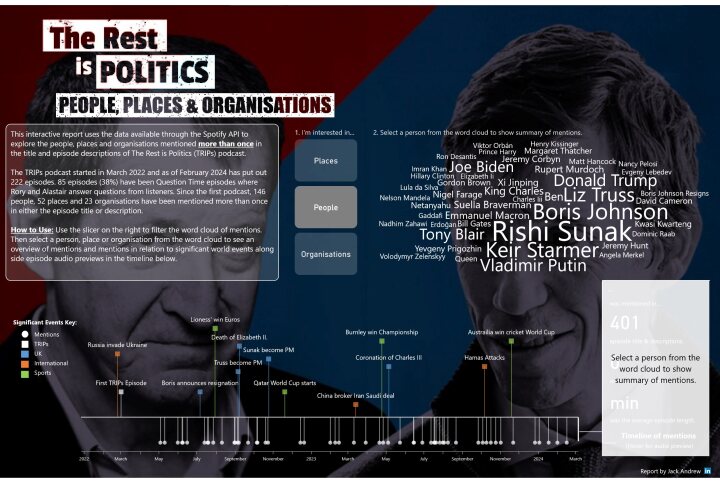 The Rest
is POLITICS
PEOPLE, PLACES & ORGANISATIONS
This interactive report uses the data available through the Spotify API to
explore the people, places and organisations mentioned more than once in
the title and episode descriptions of The Rest is Politics (TRIPs) podcast.
The TRIPs podcast started in March 2022 and as of February 2024 has put out
222 episodes. 85 episodes (38%) have been Question Time episodes where
Rory and Alastair answer questions from listeners. Since the first podcast, 146
people, 52 places and 23 organisations have been mentioned more than once
in either the episode title or description.
How to Use: Use the slicer on the right to filter the word cloud of mentions.
Then select a person, place or organisation from the word cloud to see an
overview of mentions and mentions in relation to significant world events along
side episode audio previews in the timeline below.
1. I'm interested in...
Places
People
Organisations
2. Select a person from the word cloud to show summary of mentions.
Viktor Orbán Henry Kissinger
Prince Harry Margaret Thatcher
Ron Desantis Jeremy Corbyn Matt Hancock Nancy Pelosi
Imran Khan Joe Biden Rupert Murdoch Evgeny Lebedev
Hillary Clinton Elizabeth Ii
Gordon Brown Xi Jinping Donald Trump
Lula da Silva Nigel Farage King Charles Boris Johnson Resigns
Nelson Mandela Charles Iii Ben Liz Truss David Cameron
Netanyahu Suella Braverman
Gaddafi Emmanuel Macron Boris Johnson
Nadhim Zahawi Erdogan Bill Gates Rishi Sunak Kwasi Kwarteng
Tony Blair Dominic Raab
Yevgeny Prigozhin Keir Starmer Jeremy Hunt
Volodymyr Zelenskyy Queen Angela Merkel
Vladimir Putin
401
Select a person from the
word cloud to show
summary of mentions.
min
Timeline of mentions
Significant Events Key:
Mentions
TRIPs
UK
International
Sports
Lioness' win Euros
Death of Elizabeth II.
Russia invade Ukraine
Sunak become PM
Truss become PM
First TRIPs Episode
Boris announces resignation
Qatar World Cup starts
Burnley win Championship
Coronation of Charles III
China broker Iran Saudi deal
Austrailia win cricket World Cup
Hamas Attacks
2022 March May July September November 2023 March May July September November 2024 March
Report by Jack Andrew in